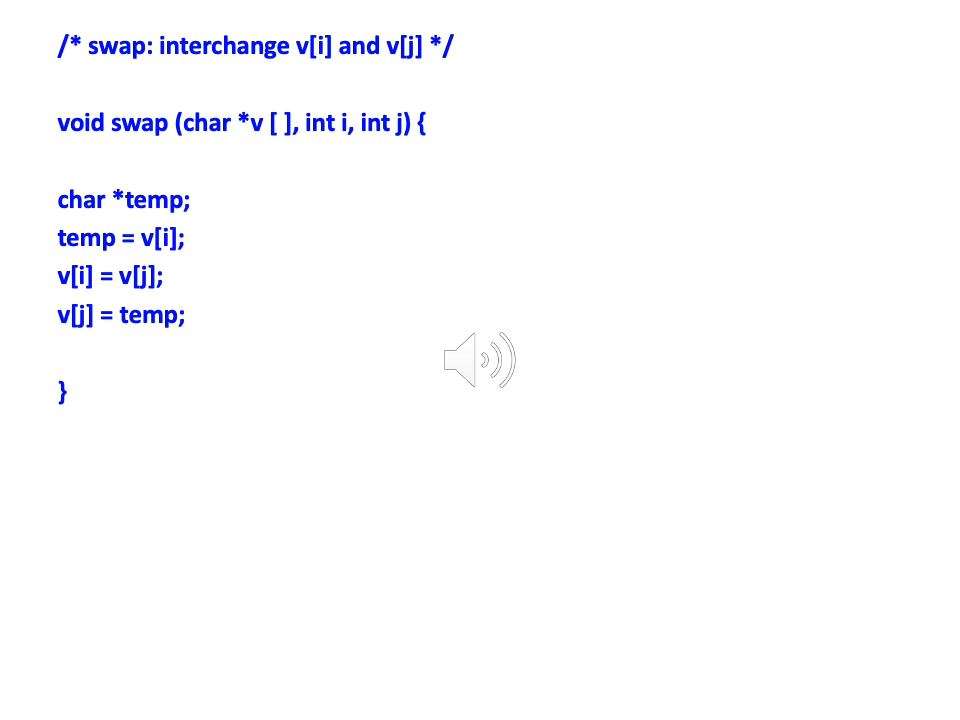 /* swap: interchange v[i] and v[j] */
void swap (char *v [ ], int i, int j) {
char *temp;
temp = v[i];
v[i] = v[j];
v[j] = temp;
}